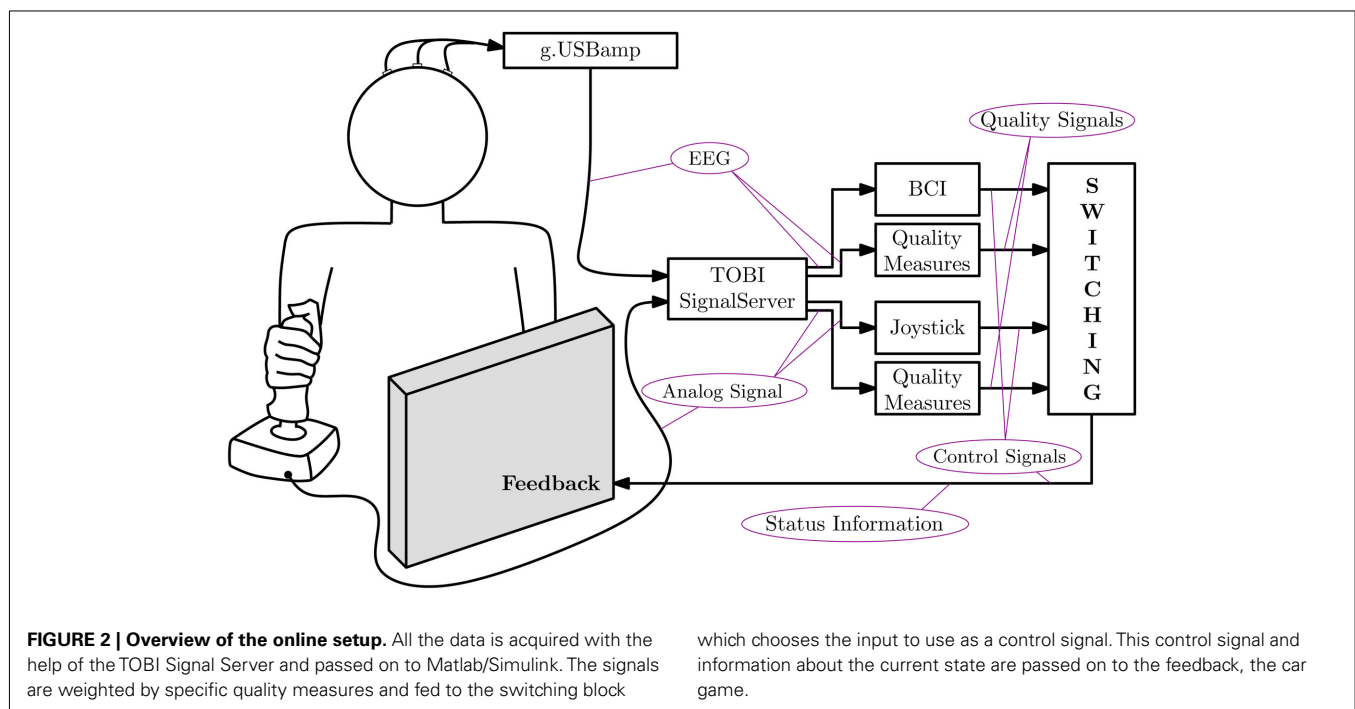 g.USBamp
Quality Signals
EEG
BCI
Quality
Measures
TOBI
SignalServer
Joystick
Quality
Measures
Analog Signal
S
W
I
T
C
H
I
N
G
Control Signals
Feedback
Status Information
FIGURE 2 | Overview of the online setup. All the data is acquired with the
help of the TOBI Signal Server and passed on to Matlab/Simulink. The signals
are weighted by specific quality measures and fed to the switching block
which chooses the input to use as a control signal. This control signal and
information about the current state are passed on to the feedback, the car
game.